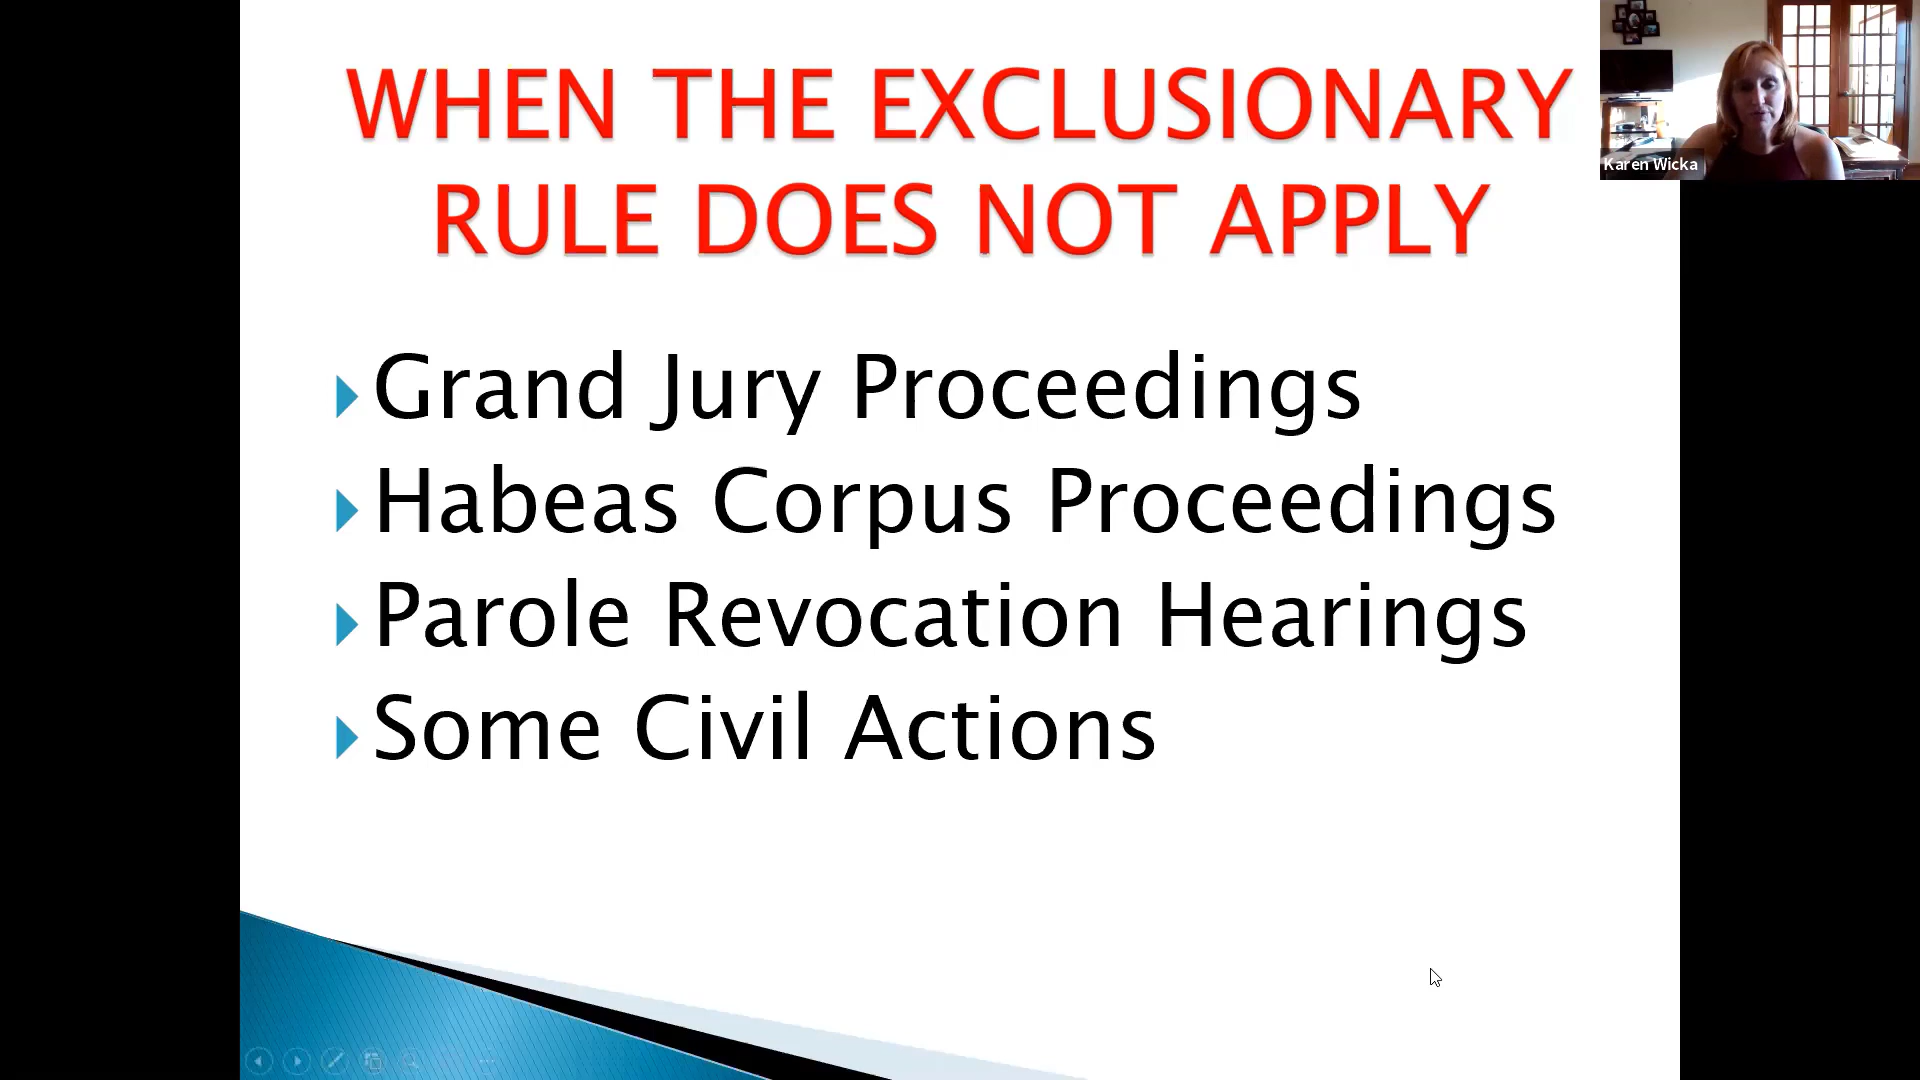 WHEN THE EXCLUSIONARY
RULE DOES NOT APPLY
Grand Jury Proceedings
Habeas Corpus Proceedings
Parole Revocation Hearings
Some Civil Actions
Karen Wicka